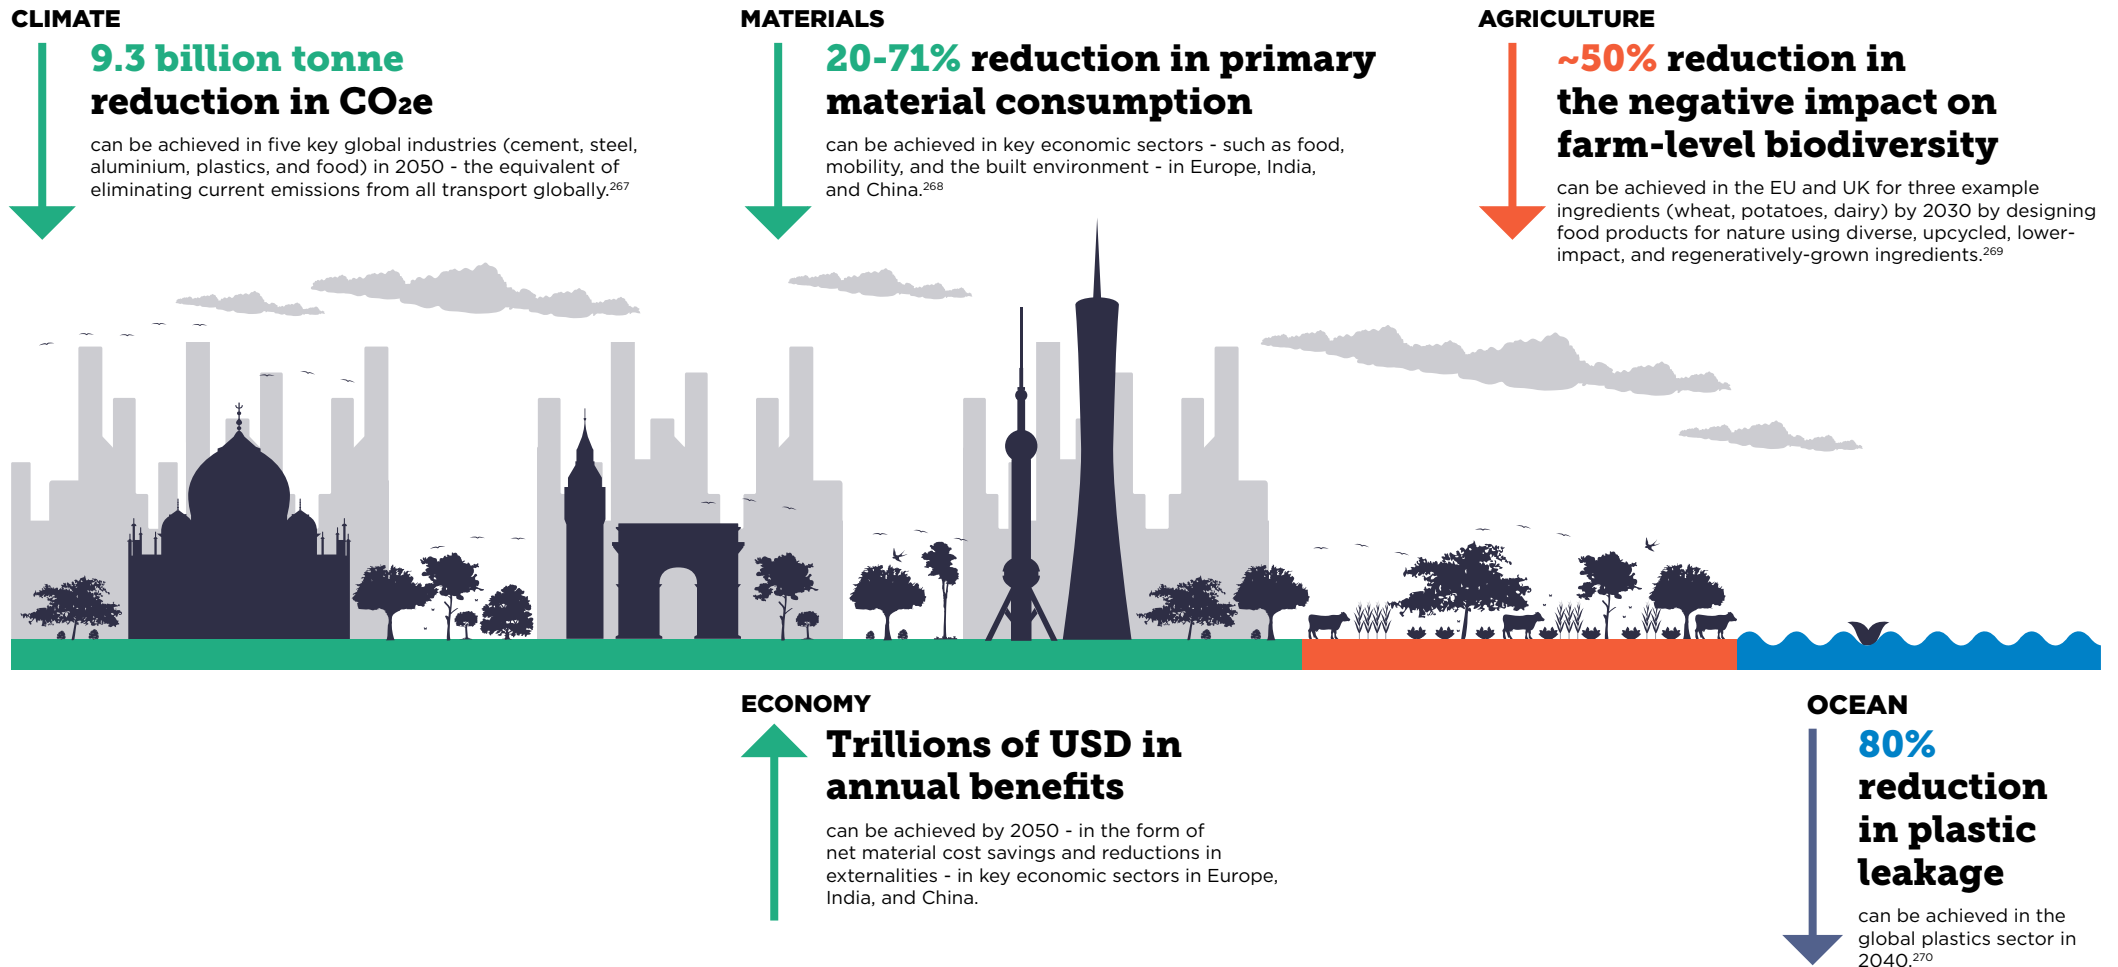 CLIMATE
9.3 billion tonne
reduction in CO₂e
can be achieved in five key global industries (cement, steel,
aluminium, plastics, and food) in 2050 - the equivalent of
eliminating current emissions from all transport globally.²⁶⁷
MATERIALS
20-71% reduction in primary
material consumption
can be achieved in key economic sectors - such as food,
mobility, and the built environment - in Europe, India,
and China.²⁶⁸
AGRICULTURE
~50% reduction in
the negative impact on
farm-level biodiversity
can be achieved in the EU and UK for three example
ingredients (wheat, potatoes, dairy) by 2030 by designing
food products for nature using diverse, upcycled, lower-
impact, and regeneratively-grown ingredients.²⁶⁹
ECONOMY
Trillions of USD in
annual benefits
can be achieved by 2050 - in the form of
net material cost savings and reductions in
externalities - in key economic sectors in Europe,
India, and China.
OCEAN
80%
reduction
in plastic
leakage
can be achieved in the
global plastics sector in
2040.²⁷⁰